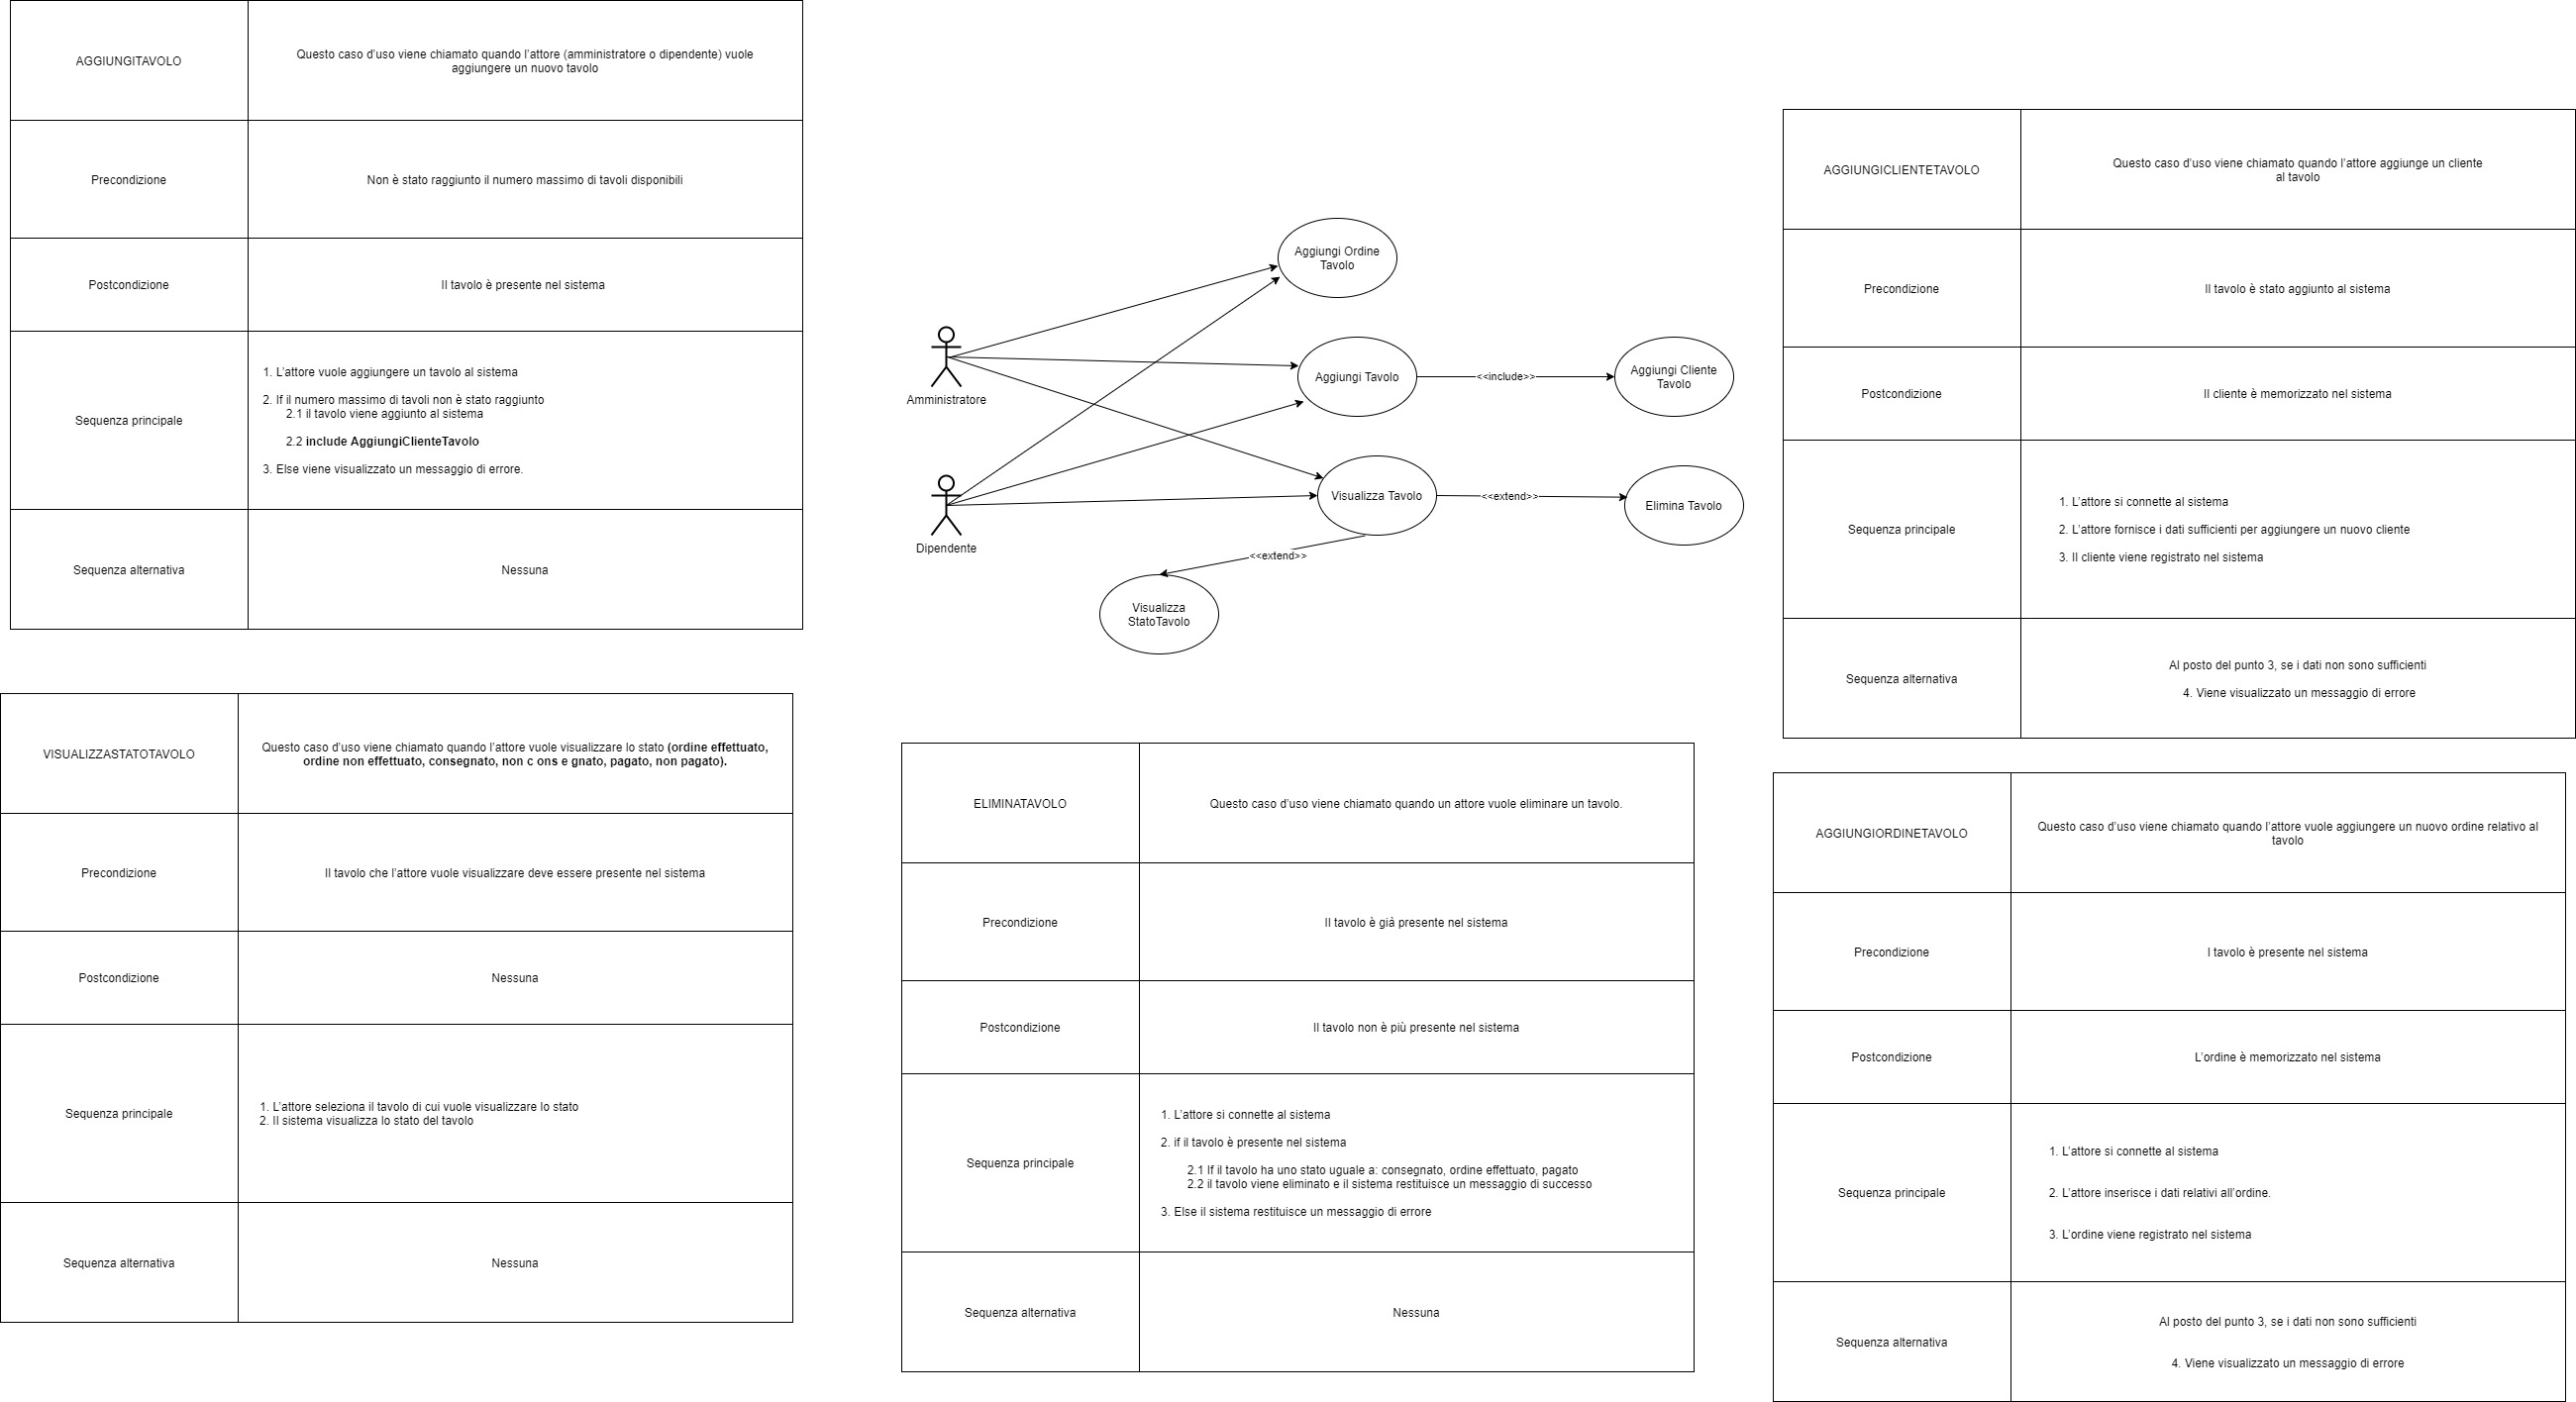 AGGIUNGITAVOLO
Questo caso d'uso viene chiamato quando l'attore (amministratore o dipendente) vuole
aggiungere un nuovo tavolo
Precondizione
Non è stato raggiunto il numero massimo di tavoli disponibili
Postcondizione
Il tavolo è presente nel sistema
Sequenza principale
1. L'attore vuole aggiungere un tavolo al sistema
2. If il numero massimo di tavoli non è stato raggiunto
2.1 il tavolo viene aggiunto al sistema
2.2 include AggiungiClienteTavolo
3. Else viene visualizzato un messaggio di errore.
Sequenza alternativa
Nessuna
Aggiungi Ordine
Tavolo
Amministratore
Aggiungi Tavolo
<<include>>
Aggiungi Cliente
Tavolo
Dipendente
Visualizza Tavolo
<<extend>>
Elimina Tavolo
<<extend>>
Visualizza
StatoTavolo
AGGIUNGICLIENTETAVOLO
Questo caso d'uso viene chiamato quando l'attore aggiunge un cliente
al tavolo
Precondizione
Il tavolo è stato aggiunto al sistema
Postcondizione
Il cliente è memorizzato nel sistema
Sequenza principale
1. L'attore si connette al sistema
2. L'attore fornisce i dati sufficienti per aggiungere un nuovo cliente
3. Il cliente viene registrato nel sistema
Sequenza alternativa
Al posto del punto 3, se i dati non sono sufficienti
4. Viene visualizzato un messaggio di errore
VISUALIZZASTATOTAVOLO
Questo caso d'uso viene chiamato quando l'attore vuole visualizzare lo stato (ordine effettuato,
ordine non effettuato, consegnato, non c ons e gnato, pagato, non pagato).
Precondizione
Il tavolo che l'attore vuole visualizzare deve essere presente nel sistema
Postcondizione
Nessuna
Sequenza principale
1. L'attore seleziona il tavolo di cui vuole visualizzare lo stato
2. Il sistema visualizza lo stato del tavolo
Sequenza alternativa
Nessuna
ELIMINATAVOLO
Questo caso d'uso viene chiamato quando un attore vuole eliminare un tavolo.
Precondizione
Il tavolo è già presente nel sistema
Postcondizione
Il tavolo non è più presente nel sistema
Sequenza principale
1. L'attore si connette al sistema
2. if il tavolo è presente nel sistema
2.1 If il tavolo ha uno stato uguale a: consegnato, ordine effettuato, pagato
2.2 il tavolo viene eliminato e il sistema restituisce un messaggio di successo
3. Else il sistema restituisce un messaggio di errore
Sequenza alternativa
Nessuna
AGGIUNGIORDINETAVOLO
Questo caso d'uso viene chiamato quando l'attore vuole aggiungere un nuovo ordine relativo al
tavolo
Precondizione
l tavolo è presente nel sistema
Postcondizione
L'ordine è memorizzato nel sistema
Sequenza principale
1. L'attore si connette al sistema
2. L'attore inserisce i dati relativi all'ordine.
3. L'ordine viene registrato nel sistema
Sequenza alternativa
Al posto del punto 3, se i dati non sono sufficienti
4. Viene visualizzato un messaggio di errore